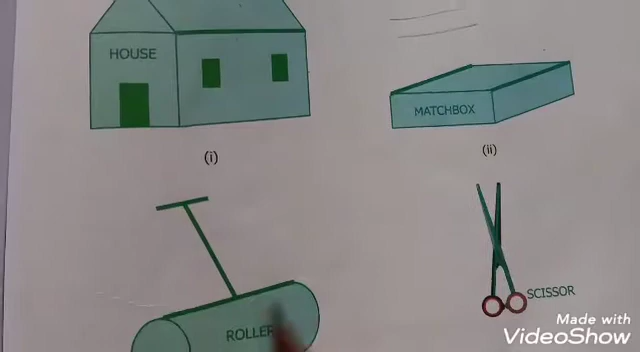 HOUSE
MATCHBOX
(i)
(ii)
ROLLER
SCISSOR
Made with
VideoShow